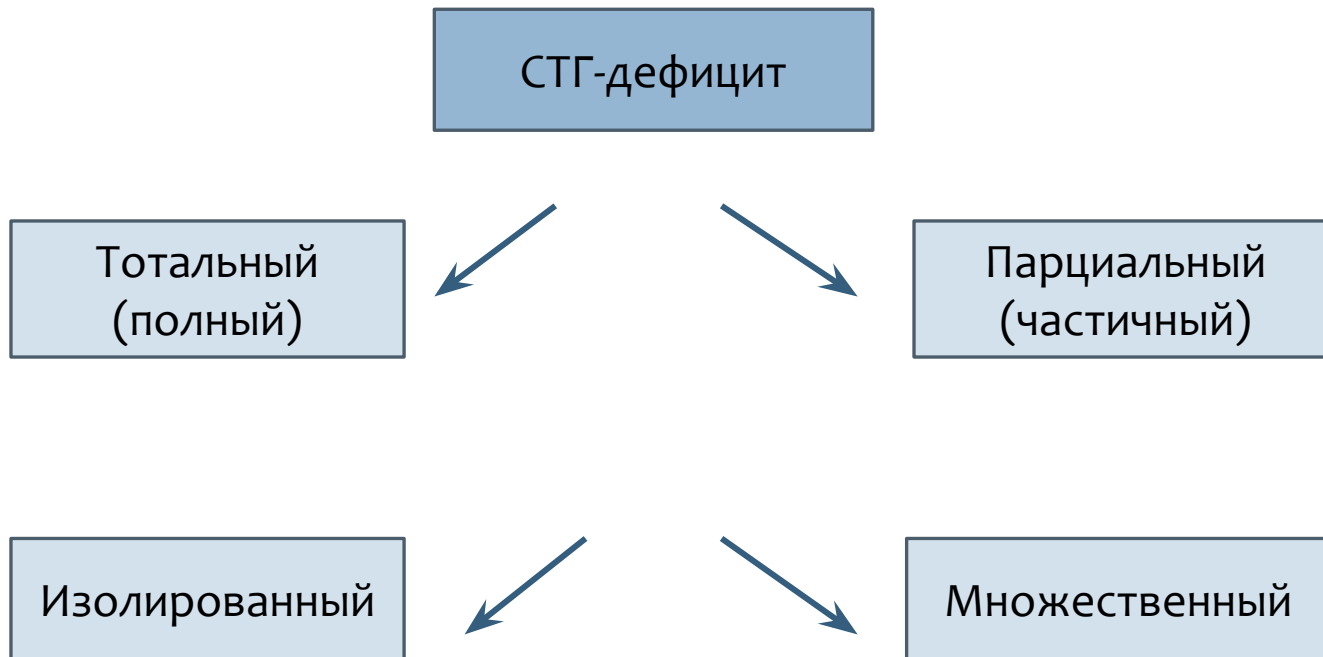 СТГ-дефицит
Тотальный
(полный)
Парциальный
(частичный)
Изолированный
Множественный